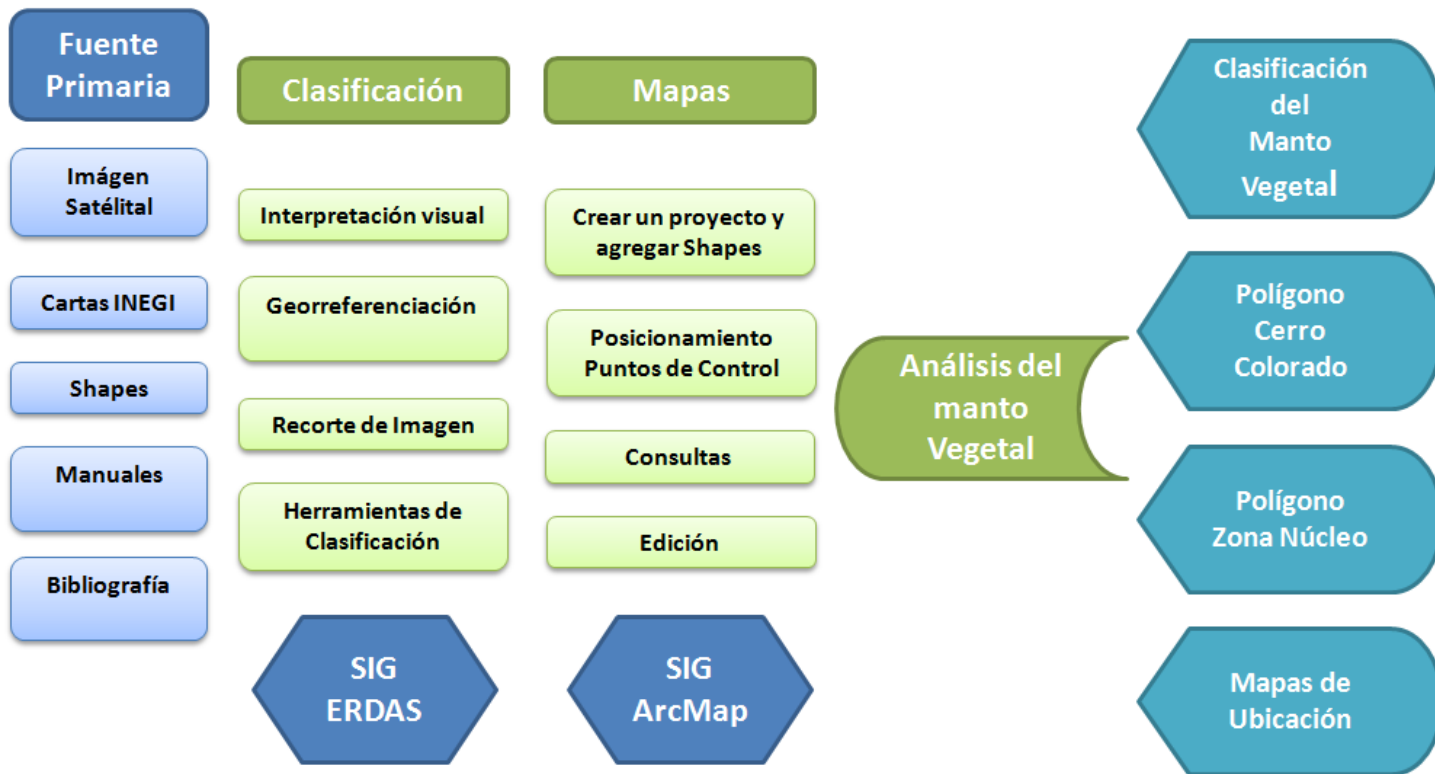 Fuente
Primaria
Imágen
Satélital
Cartas INEGI
Shapes
Manuales
Bibliografía
Clasificación
Interpretación visual
Georreferenciación
Recorte de Imagen
Herramientas de
Clasificación
SIG
ERDAS
Mapas
Crear un proyecto y
agregar Shapes
Posicionamiento
Puntos de Control
Consultas
Edición
SIG
ArcMap
Análisis del
manto
Vegetal
Clasificación
del
Manto
Vegetal
Polígono
Cerro
Colorado
Polígono
Zona Núcleo
Mapas de
Ubicación